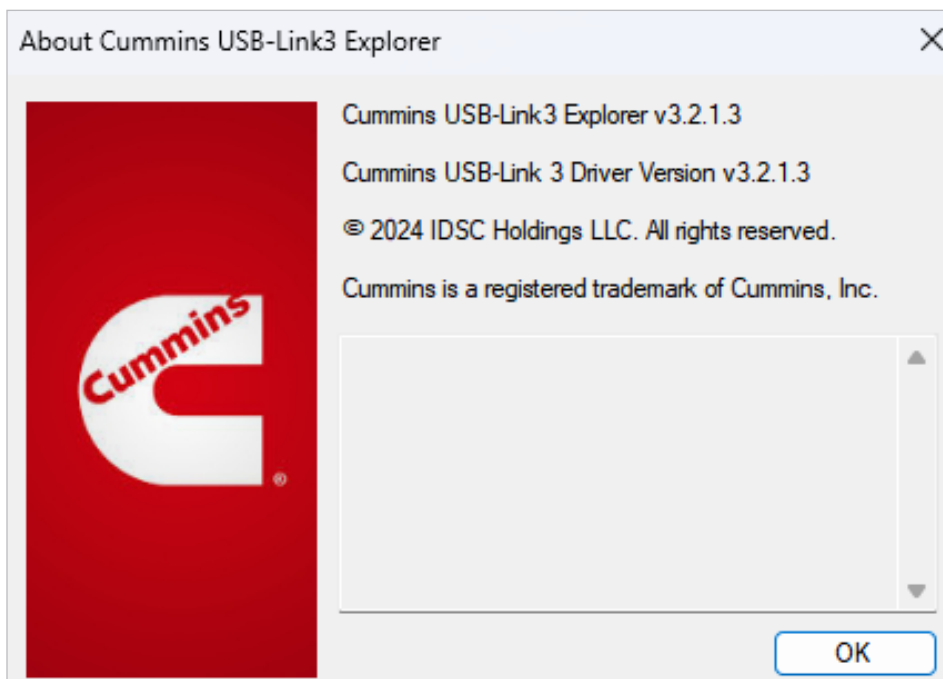 About Cummins USB-Link3 Explorer
Cummins USB-Link3 Explorer v3.2.1.3
Cummins USB-Link 3 Driver Version v3.2.1.3
© 2024 IDSC Holdings LLC. All rights reserved.
Cummins is a registered trademark of Cummins, Inc.
Cummins
®
OK